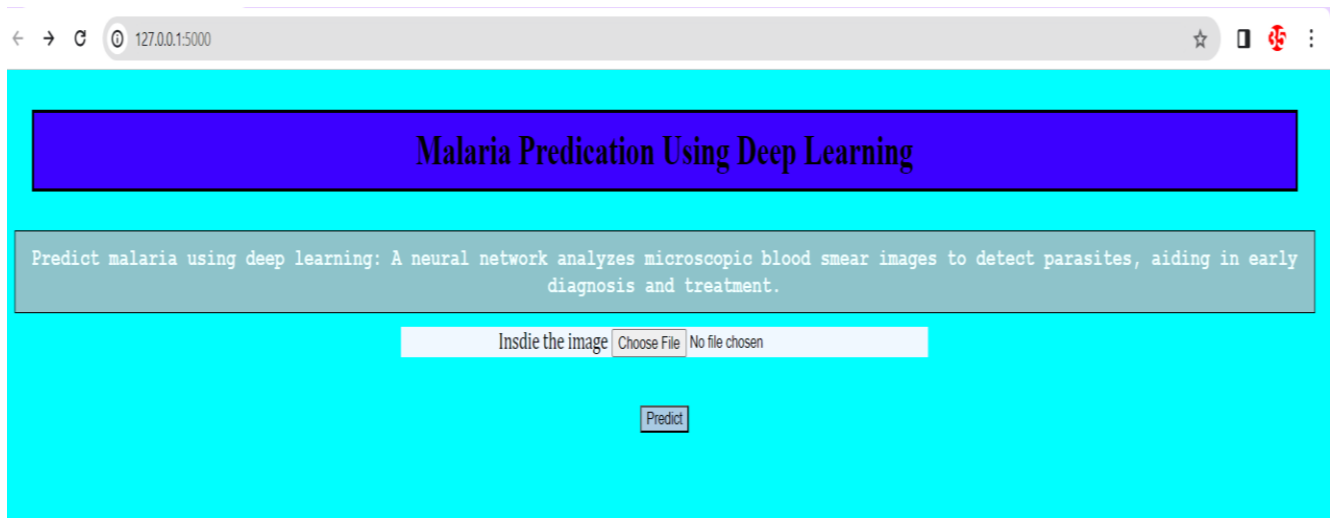 127.0.0.1:5000
Malaria Predication Using Deep Learning
Predict malaria using deep learning: A neural network analyzes microscopic blood smear images to detect parasites, aiding in early
diagnosis and treatment.
Insdie the image Choose File No file chosen
Predict